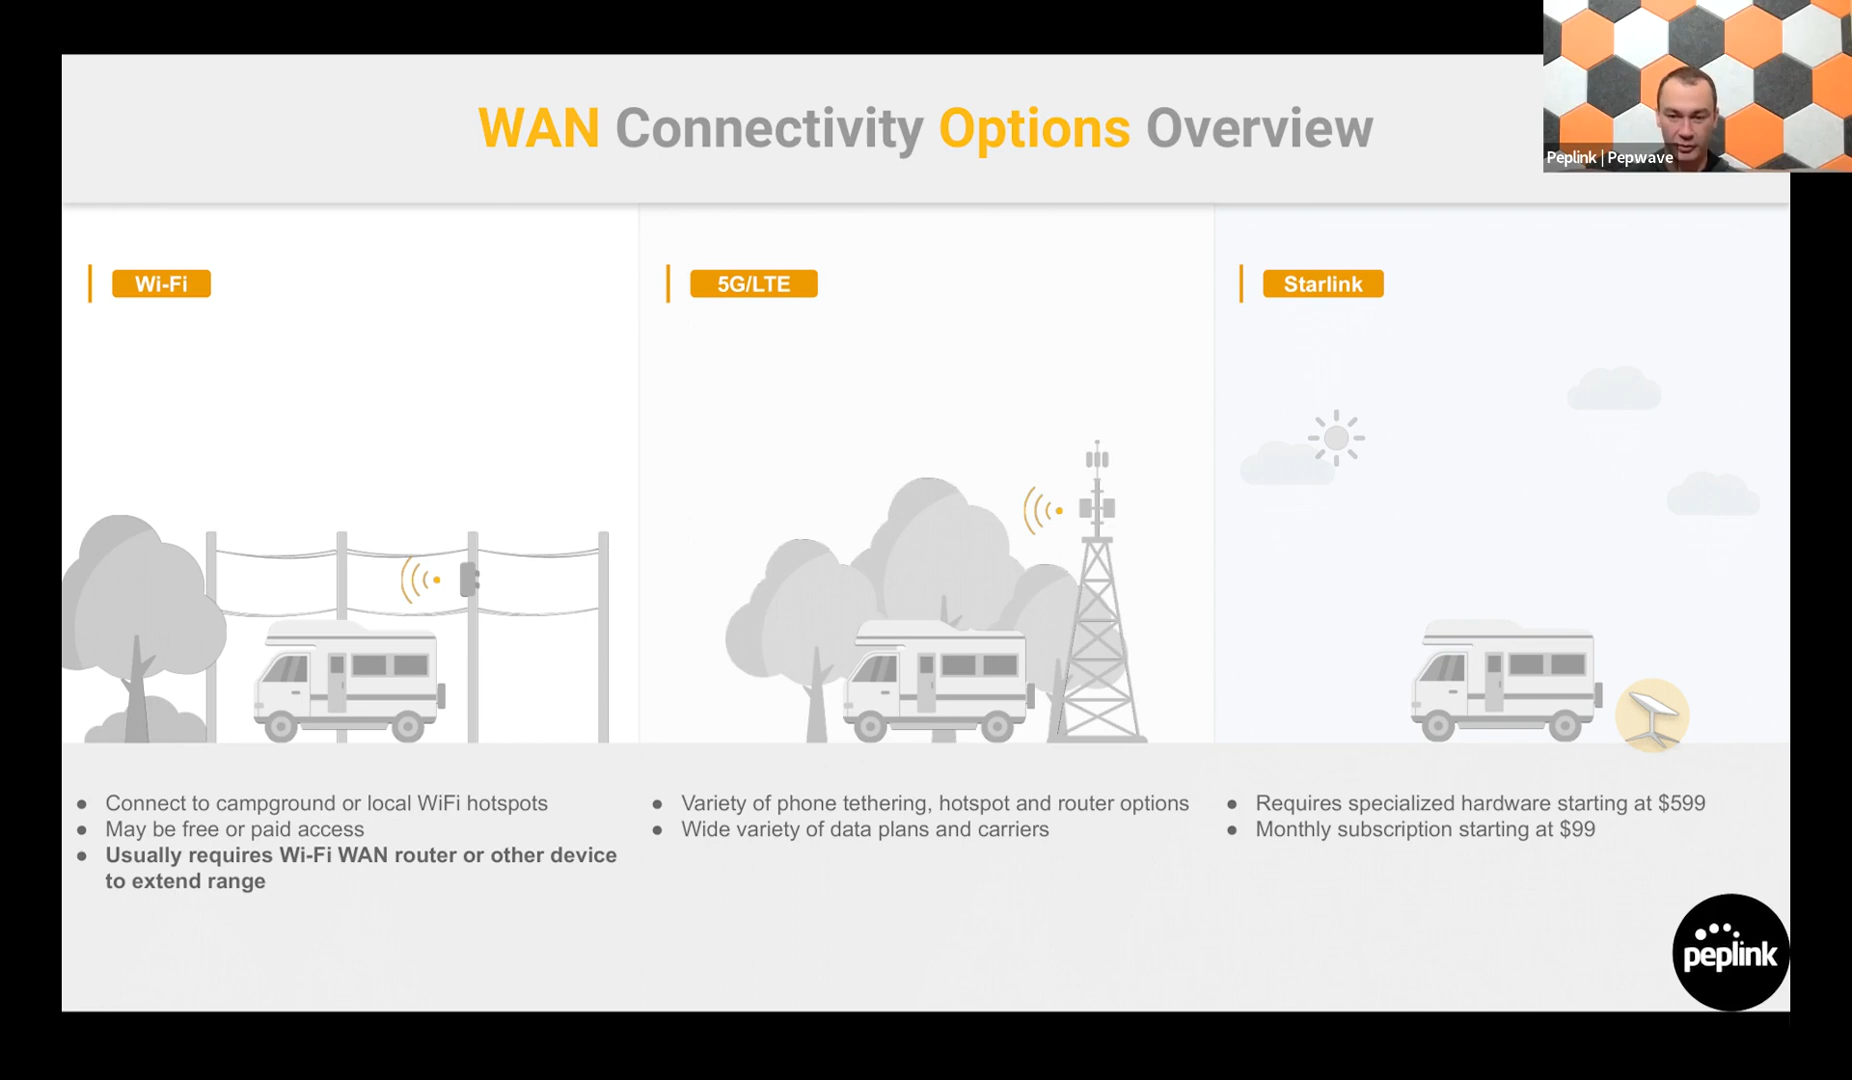 WAN Connectivity Options Overview
Peplink | Pepwave
Wi-Fi
5G/LTE
Starlink
● Connect to campground or local WiFi hotspots
● May be free or paid access
● Usually requires Wi-Fi WAN router or other device
to extend range
● Variety of phone tethering, hotspot and router options
● Wide variety of data plans and carriers
● Requires specialized hardware starting at $599
● Monthly subscription starting at $99
peplink